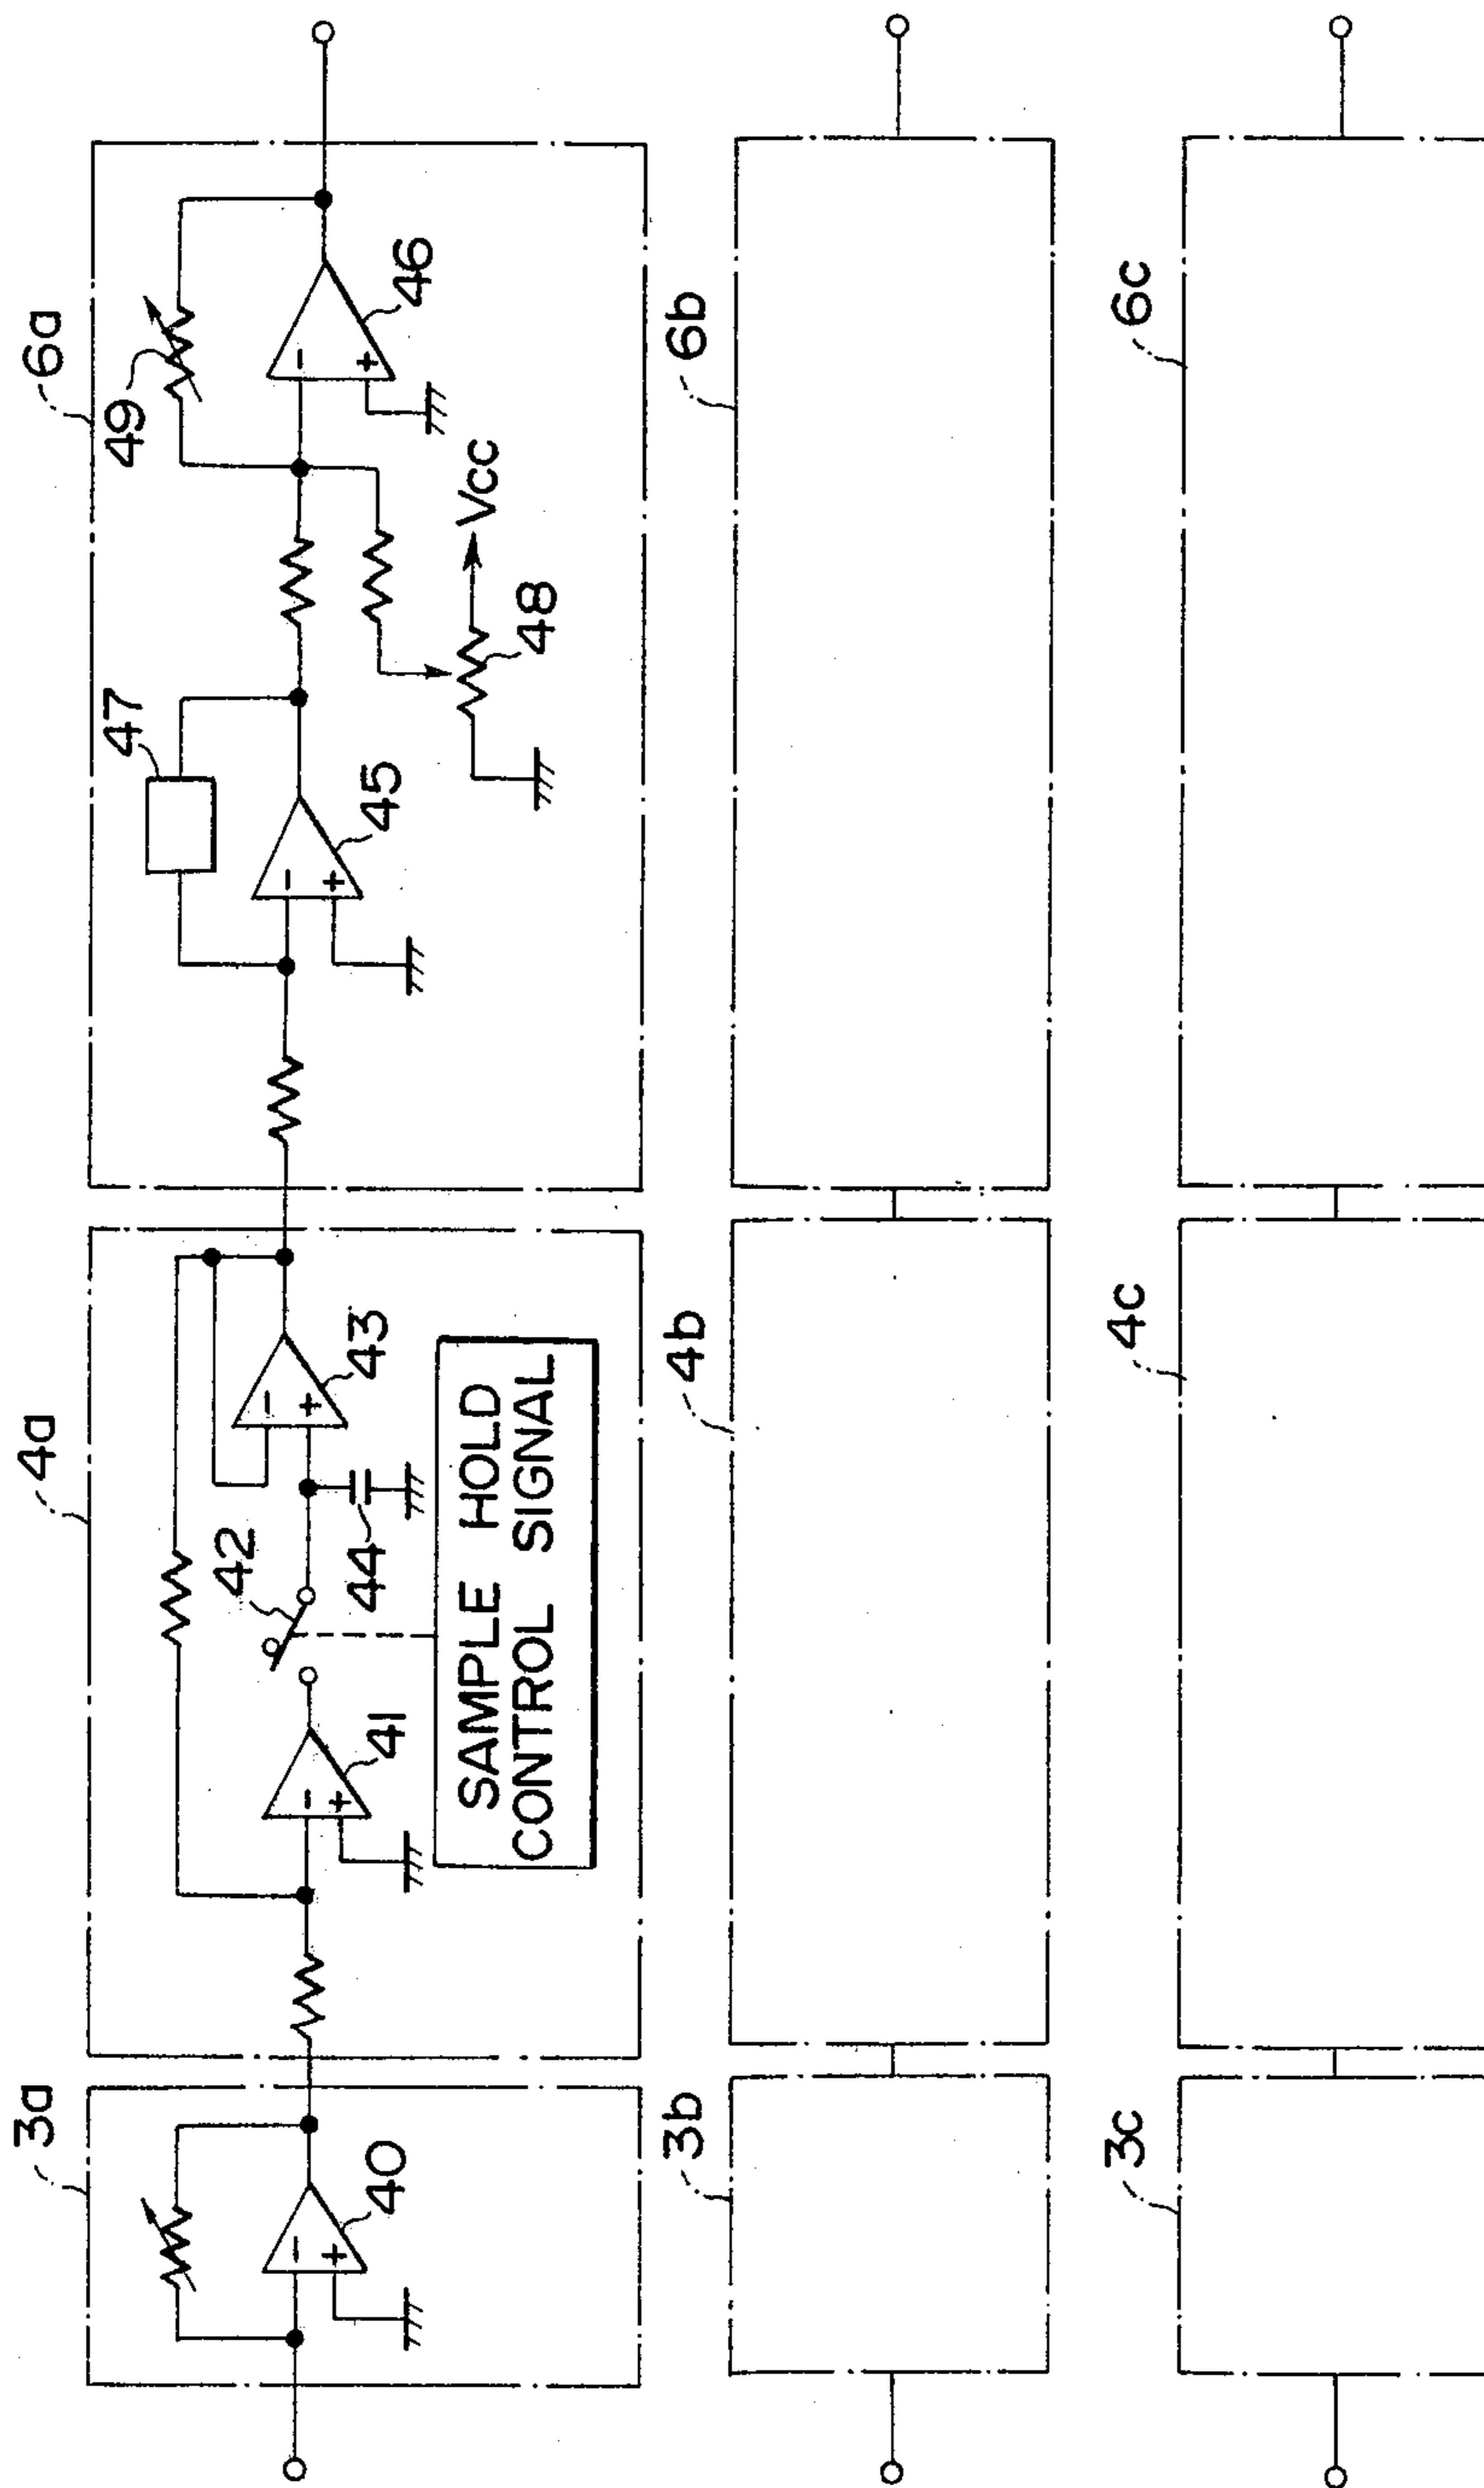 3a
4a
6a
40
41
42
43
44
SAMPLE HOLD
CONTROL SIGNAL
45
46
47
48
49
Vcc
3b
4b
6b
3c
4c
6c